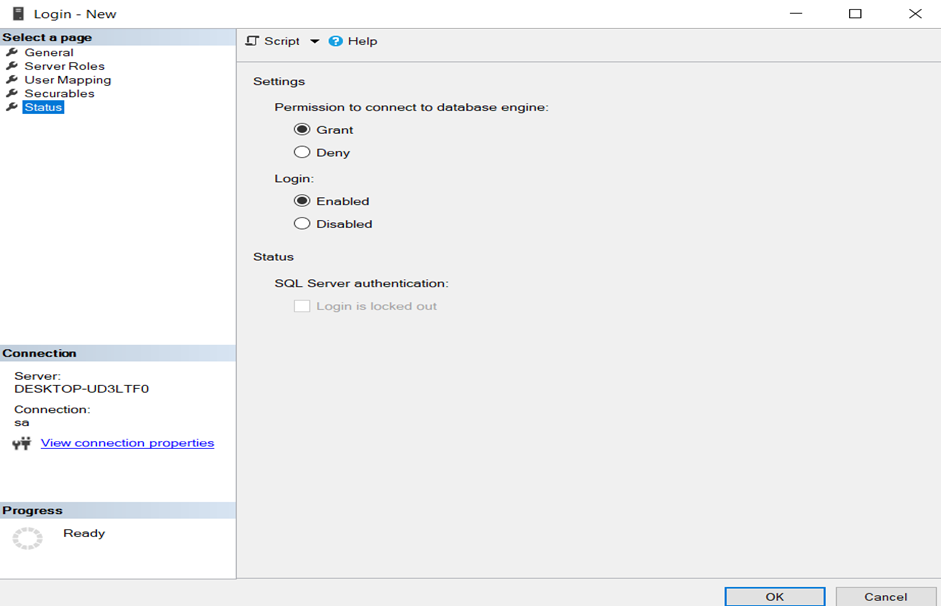 Login - New
Select a page
General
Server Roles
User Mapping
Securables
Status
Script
Help
Settings
Permission to connect to database engine:
Grant
Deny
Login:
Enabled
Disabled
Status
SQL Server authentication:
Login is locked out
Connection
Server:
DESKTOP-UD3LTF0
Connection:
sa
View connection properties
Progress
Ready
OK
Cancel